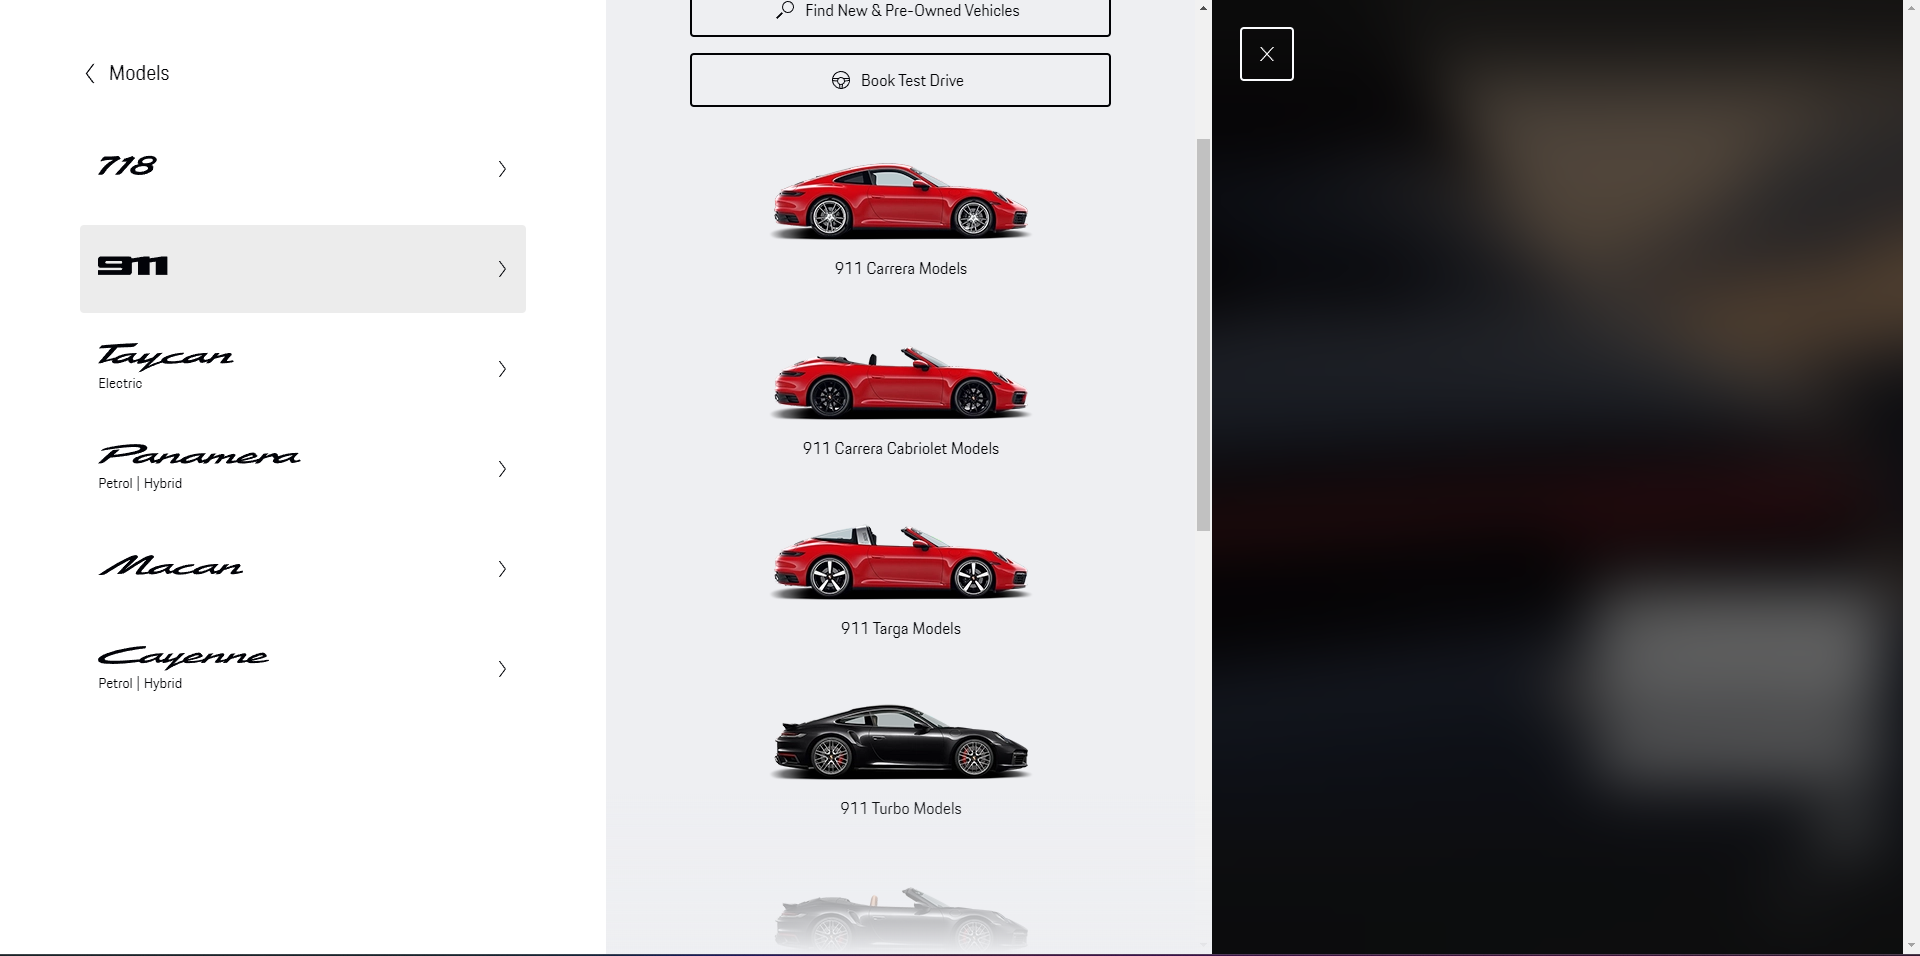 Models
718
911
Taycan
Electric
Panamera
Petrol | Hybrid
Macan
Cayenne
Petrol | Hybrid
Find New & Pre-Owned Vehicles
Book Test Drive
911 Carrera Models
911 Carrera Cabriolet Models
911 Targa Models
911 Turbo Models